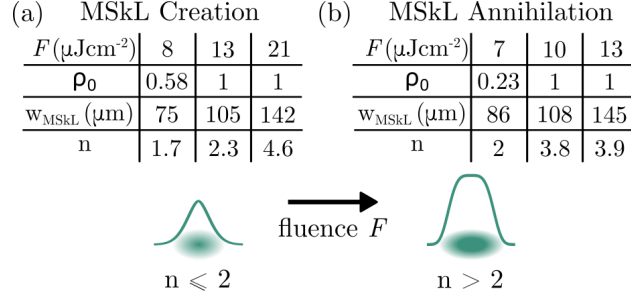 (a) MSkL Creation
F(μJcm-2) 8 13 21
ρ0 0.58 1 1
wMSkL(μm) 75 105 142
n 1.7 2.3 4.6
(b) MSkL Annihilation
F(μJcm-2) 7 10 13
ρ0 0.23 1 1
wMSkL(μm) 86 108 145
n 2 3.8 3.9
fluence F
n ⩽ 2
n > 2